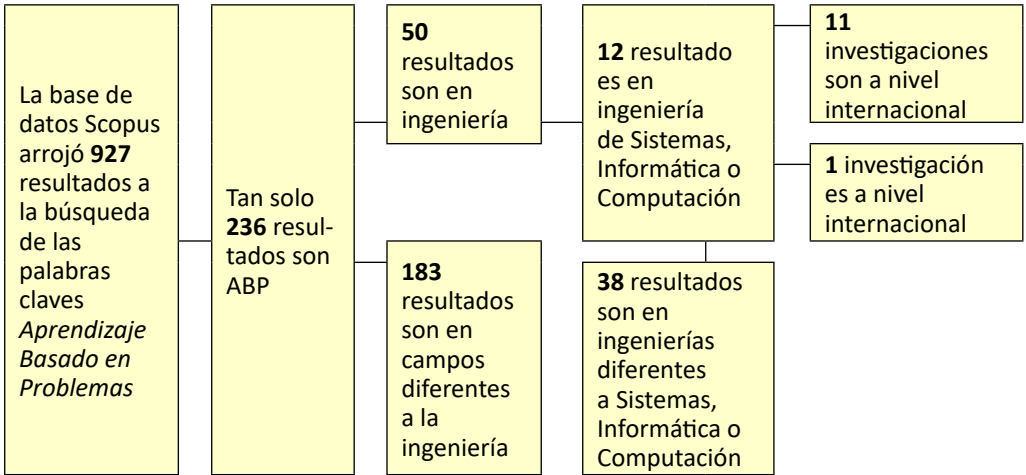 La base de
datos Scopus
arrojó 927
resultados a
la búsqueda
de las
palabras
claves
Aprendizaje
Basado en
Problemas
Tan solo
236 resul-
tados son
ABP
50
resultados
son en
ingeniería
183
resultados
son en
campos
diferentes
a la
ingeniería
12 resultado
es en
ingeniería
de Sistemas,
Informática o
Computación
38 resultados
son en
ingenierías
diferentes
a Sistemas,
Informática o
Computación
11
investigaciones
son a nivel
internacional
1 investigación
es a nivel
internacional